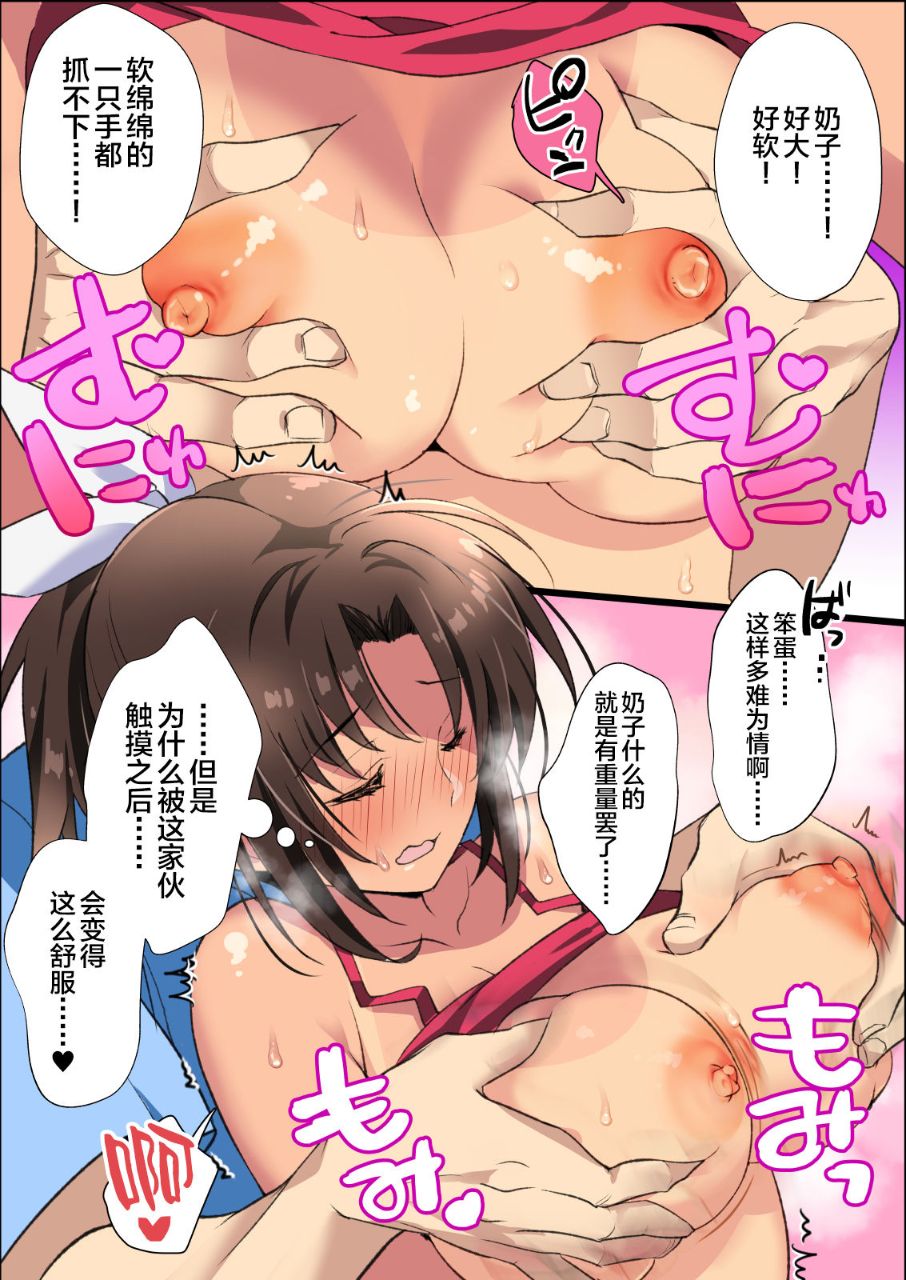 奶子……！
好大！
好软！
ピクン
软绵绵的
一只手都
抓不下……！
むにゅ
むにゅ
ばっ
笨蛋……
这样多难为情啊……
奶子什么的
就是有重量罢了……
……但是
为什么被这家伙
触摸之后……
会变得
这么舒服……♥
もみっ
もみ
啊♥